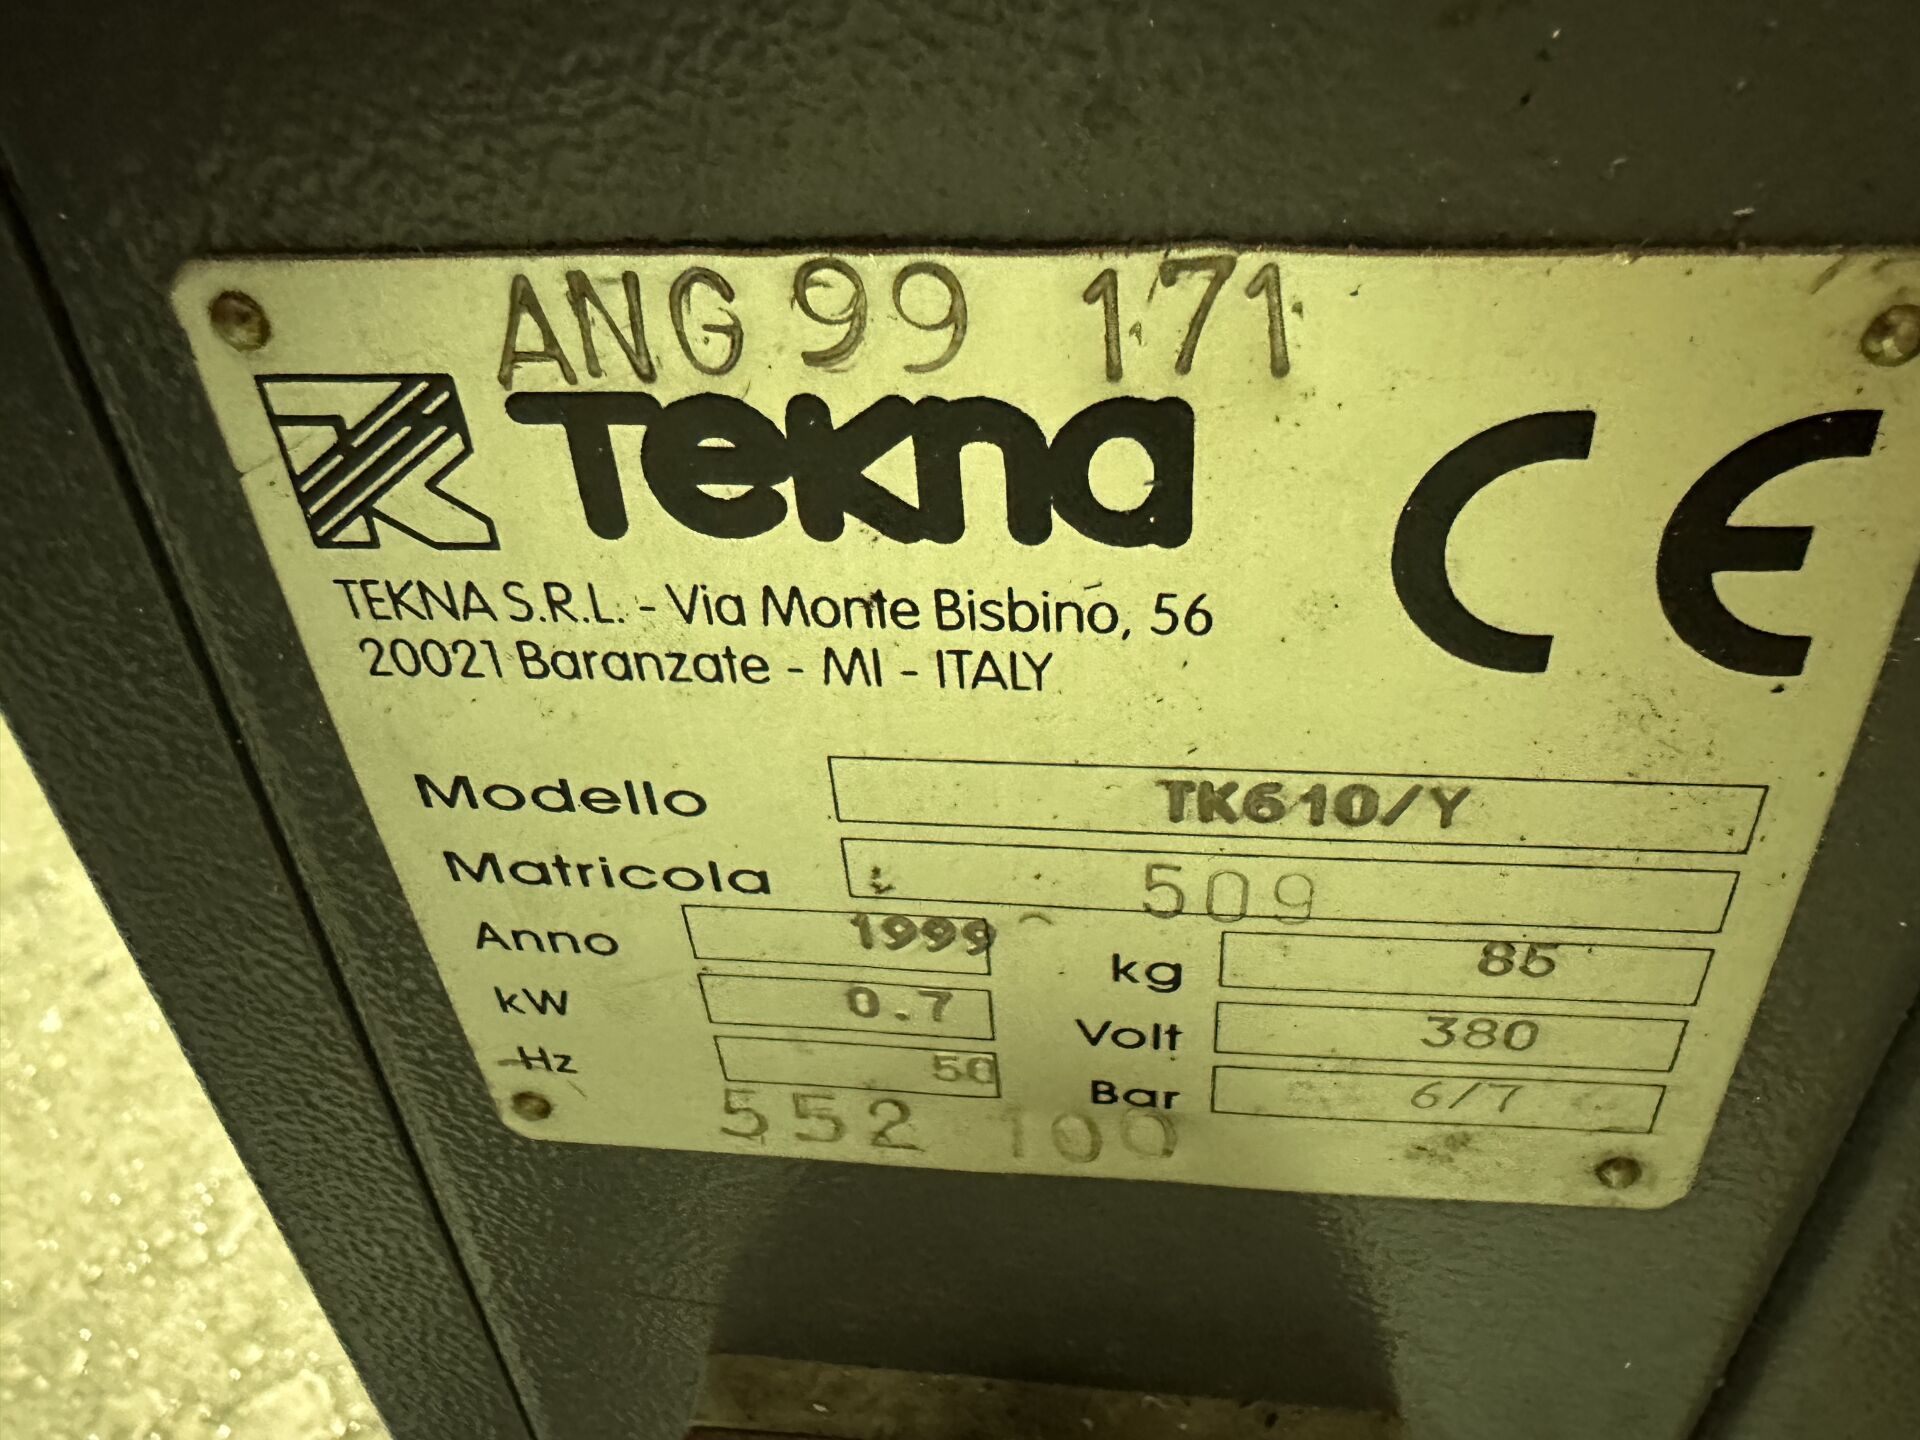 ANG 99 171
Tekna
CE
TEKNA S.R.L. - Via Monte Bisbino, 56
20021 Baranzate - MI - ITALY
Modello TK610/Y
Matricola 509
Anno 1999 kg 85
kW 0.7 Volt 380
Hz 50 Bar 6/7
552 100